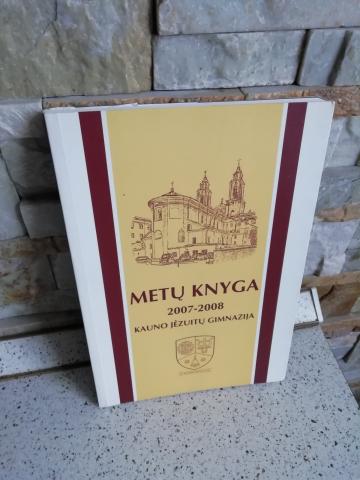 METŲ KNYGA
2007-2008
KAUNO JĖZUITŲ GIMNAZIJA